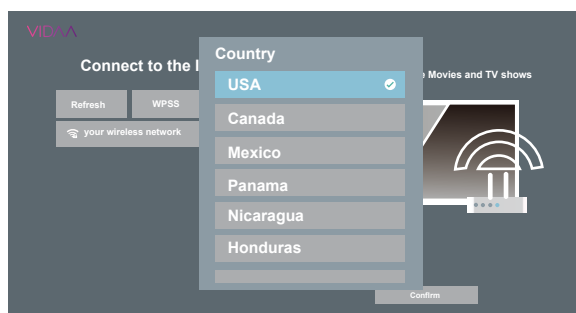 VIDAA
Connect to the I
Movies and TV shows
Refresh
WPSS
your wireless network
Country
USA
Canada
Mexico
Panama
Nicaragua
Honduras
Confirm